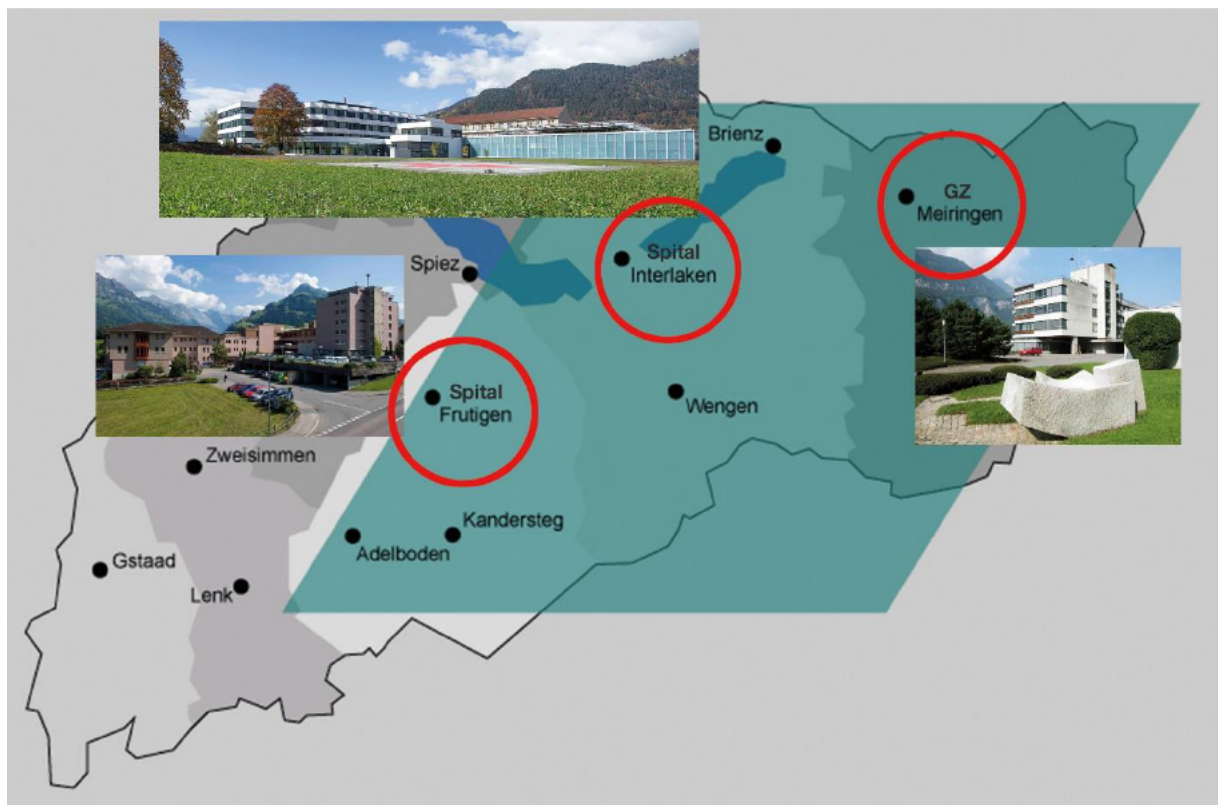 Brienz
GZ
Meiringen
Spital
Interlaken
Spiez
Spital
Frutigen
Wengen
Zweisimmen
Kandersteg
Adelboden
Gstaad
Lenk